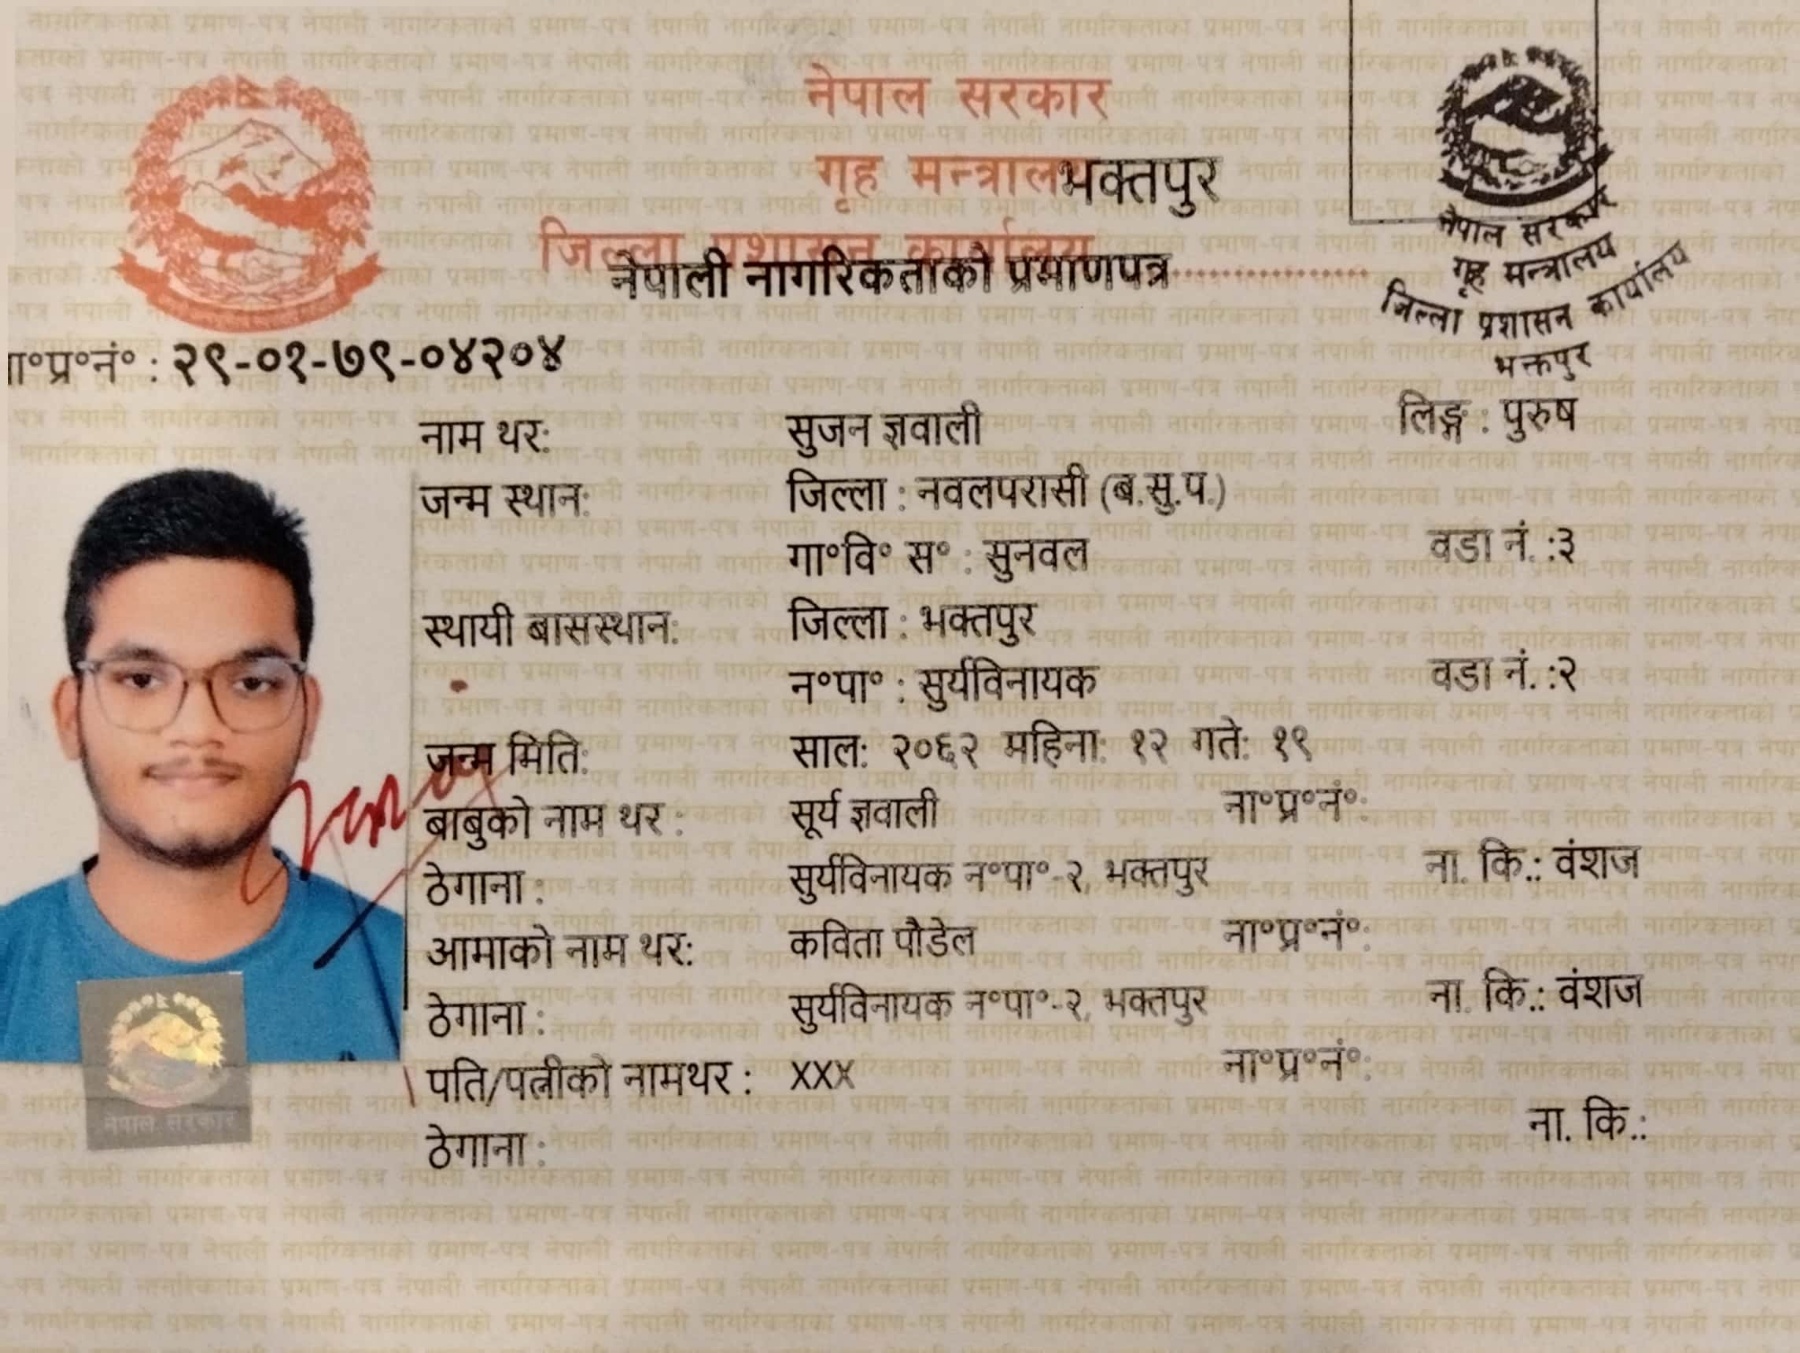 नेपाल सरकार
गृह मन्त्राल
भक्तपुर
जिल्ला प्रशासन कार्यालय
नेपाली नागरिकताको प्रमाणपत्र
नेपाल सरकार
गृह मन्त्रालय
जिल्ला प्रशासन कार्यालय
भक्तपुर
ना°प्र°नं° : २९-०१-७९-०४२०४
नाम थर: सुजन ज्ञवाली लिङ्ग : पुरुष
जन्म स्थान: जिल्ला : नवलपरासी (ब.सु.प.)
गा°वि° स° : सुनवल वडा नं. :३
स्थायी बासस्थान: जिल्ला : भक्तपुर
न°पा° : सुर्यविनायक वडा नं. :२
जन्म मिति: साल: २०६२ महिना: १२ गते: १९
बाबुको नाम थर : सूर्य ज्ञवाली ना°प्र°नं°:
ठेगाना : सुर्यविनायक न°पा°-२, भक्तपुर ना. कि.: वंशज
आमाको नाम थर: कविता पौडेल ना°प्र°नं°:
ठेगाना : सुर्यविनायक न°पा°-२, भक्तपुर ना. कि.: वंशज
पति/पत्नीको नामथर : XXX ना°प्र°नं°:
ठेगाना : ना. कि.:
नेपाल सरकार